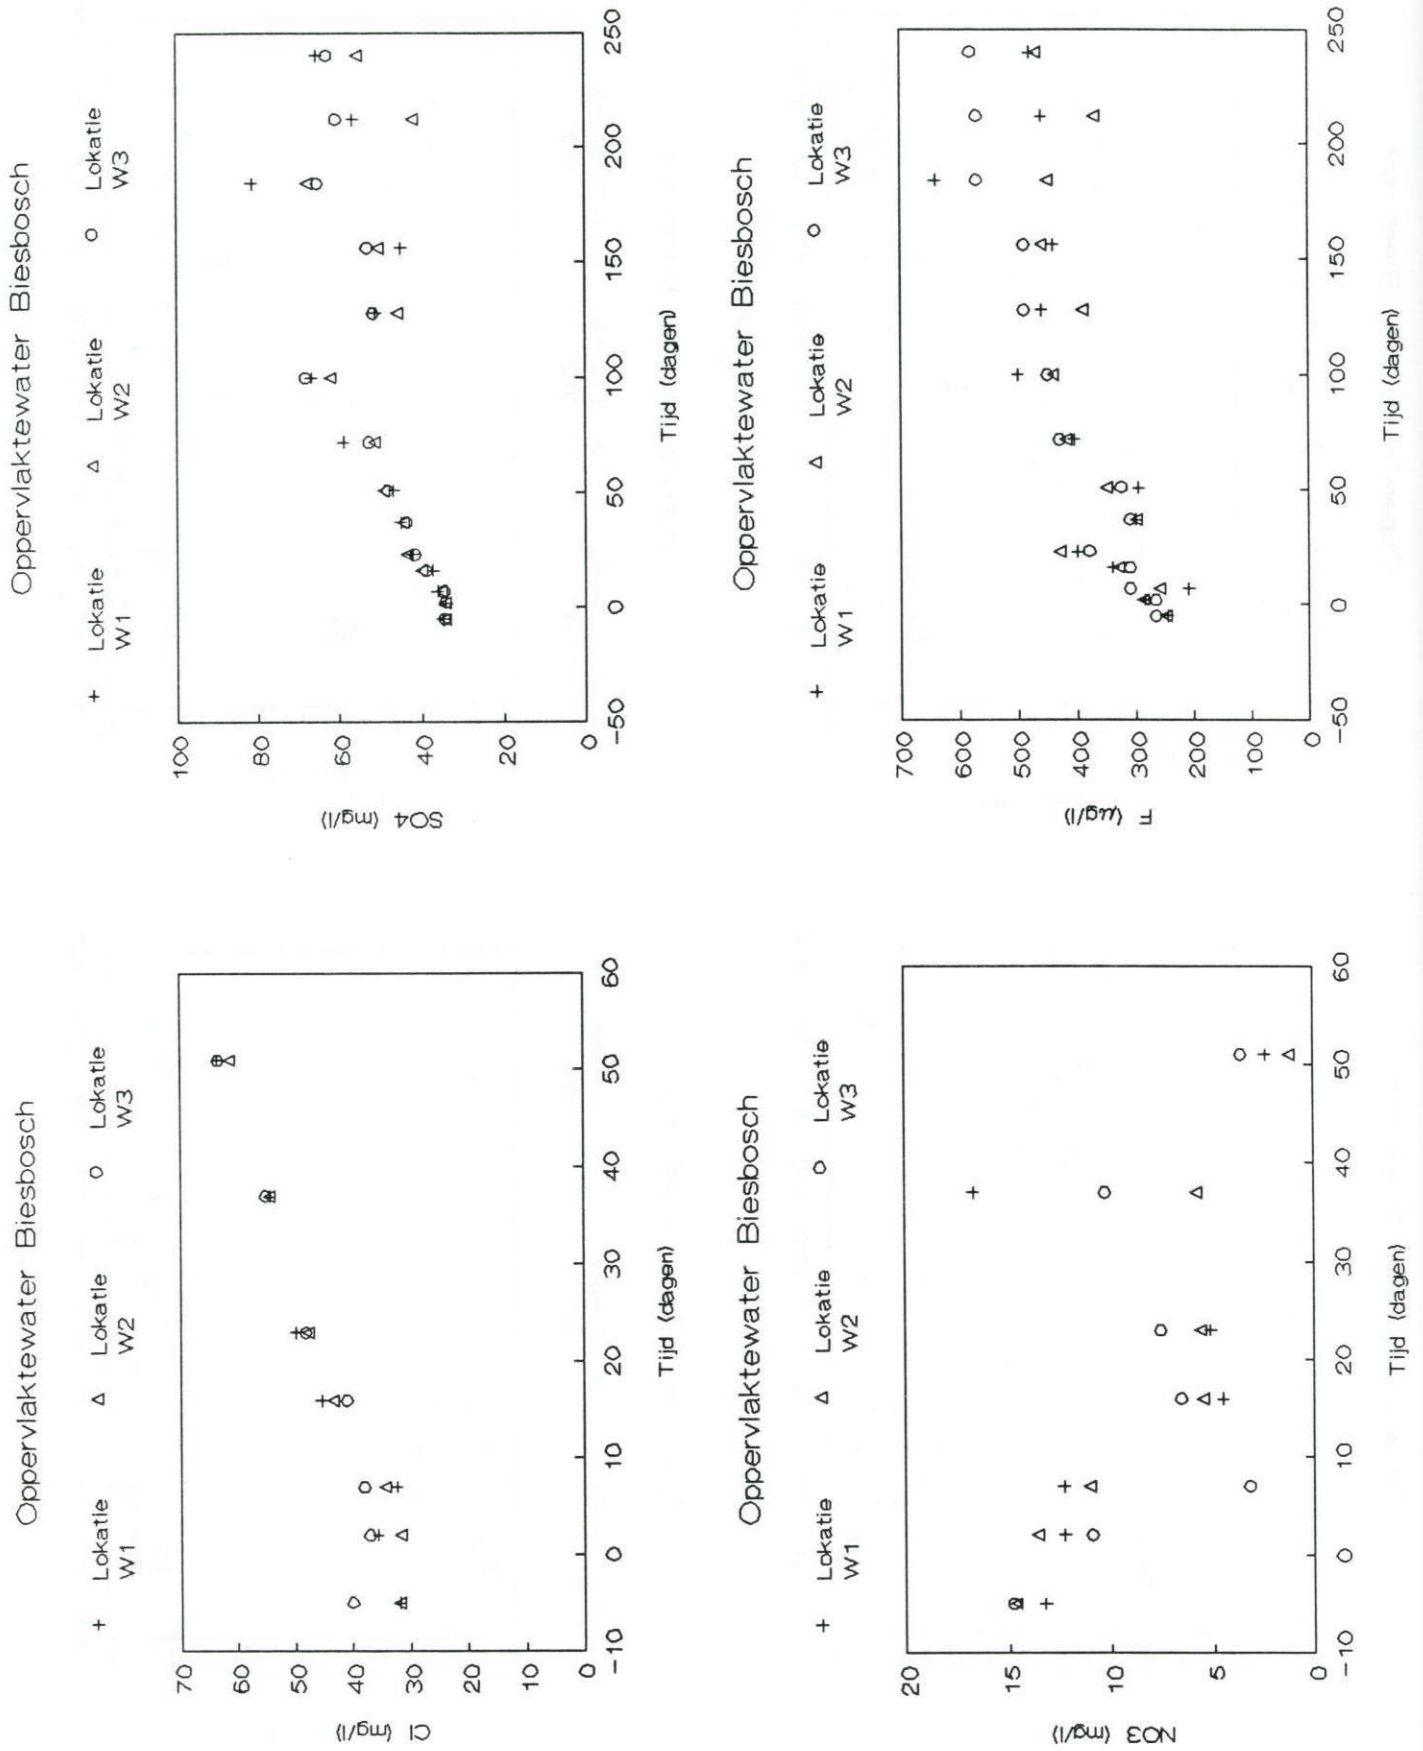 Oppervlaktewater Biesbosch
+ Lokatie W1
△ Lokatie W2
○ Lokatie W3
Cl (mg/l)
70
60
50
40
30
20
10
0
-10 0 10 20 30 40 50 60
Tijd (dagen)
Oppervlaktewater Biesbosch
+ Lokatie W1
△ Lokatie W2
○ Lokatie W3
SO4 (mg/l)
100
80
60
40
20
0
-50 0 50 100 150 200 250
Tijd (dagen)
Oppervlaktewater Biesbosch
+ Lokatie W1
△ Lokatie W2
○ Lokatie W3
NO3 (mg/l)
20
15
10
5
0
-10 0 10 20 30 40 50 60
Tijd (dagen)
Oppervlaktewater Biesbosch
+ Lokatie W1
△ Lokatie W2
○ Lokatie W3
F (µg/l)
700
600
500
400
300
200
100
0
-50 0 50 100 150 200 250
Tijd (dagen)